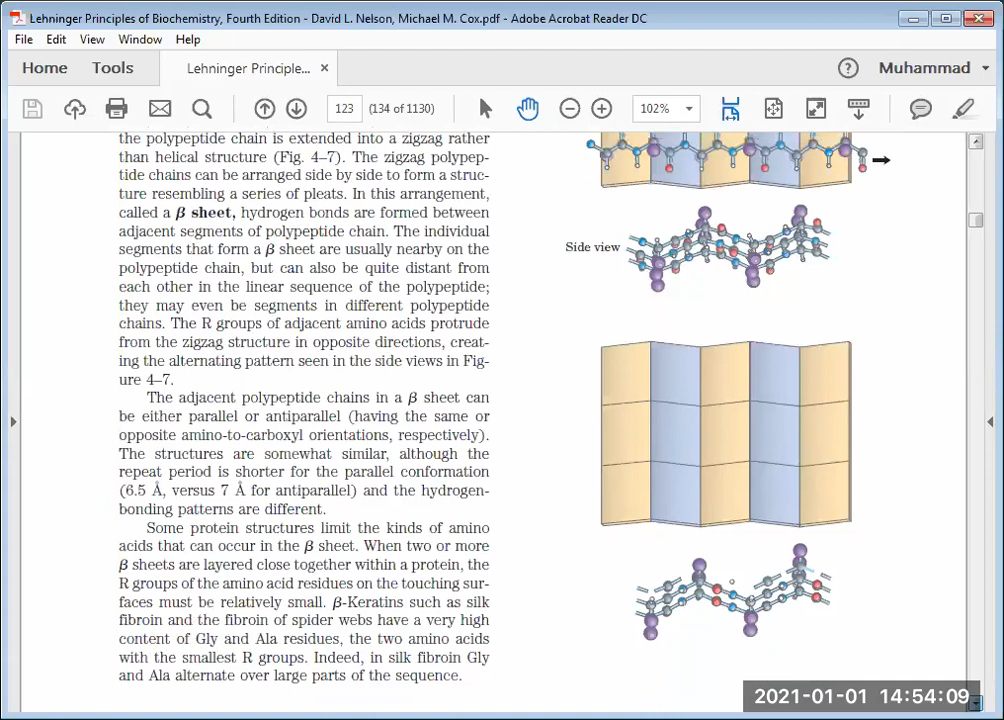 Lehninger Principles of Biochemistry, Fourth Edition - David L. Nelson, Michael M. Cox.pdf - Adobe Acrobat Reader DC
File Edit View Window Help
Home Tools Lehninger Principle... × Muhammad
123 (134 of 1130) 102%
the polypeptide chain is extended into a zigzag rather
than helical structure (Fig. 4–7). The zigzag polypep-
tide chains can be arranged side by side to form a struc-
ture resembling a series of pleats. In this arrangement,
called a β sheet, hydrogen bonds are formed between
adjacent segments of polypeptide chain. The individual
segments that form a β sheet are usually nearby on the
polypeptide chain, but can also be quite distant from
each other in the linear sequence of the polypeptide;
they may even be segments in different polypeptide
chains. The R groups of adjacent amino acids protrude
from the zigzag structure in opposite directions, creat-
ing the alternating pattern seen in the side views in Fig-
ure 4–7.
The adjacent polypeptide chains in a β sheet can
be either parallel or antiparallel (having the same or
opposite amino-to-carboxyl orientations, respectively).
The structures are somewhat similar, although the
repeat period is shorter for the parallel conformation
(6.5 Å, versus 7 Å for antiparallel) and the hydrogen-
bonding patterns are different.
Some protein structures limit the kinds of amino
acids that can occur in the β sheet. When two or more
β sheets are layered close together within a protein, the
R groups of the amino acid residues on the touching sur-
faces must be relatively small. β-Keratins such as silk
fibroin and the fibroin of spider webs have a very high
content of Gly and Ala residues, the two amino acids
with the smallest R groups. Indeed, in silk fibroin Gly
and Ala alternate over large parts of the sequence.
Side view
2021-01-01 14:54:09